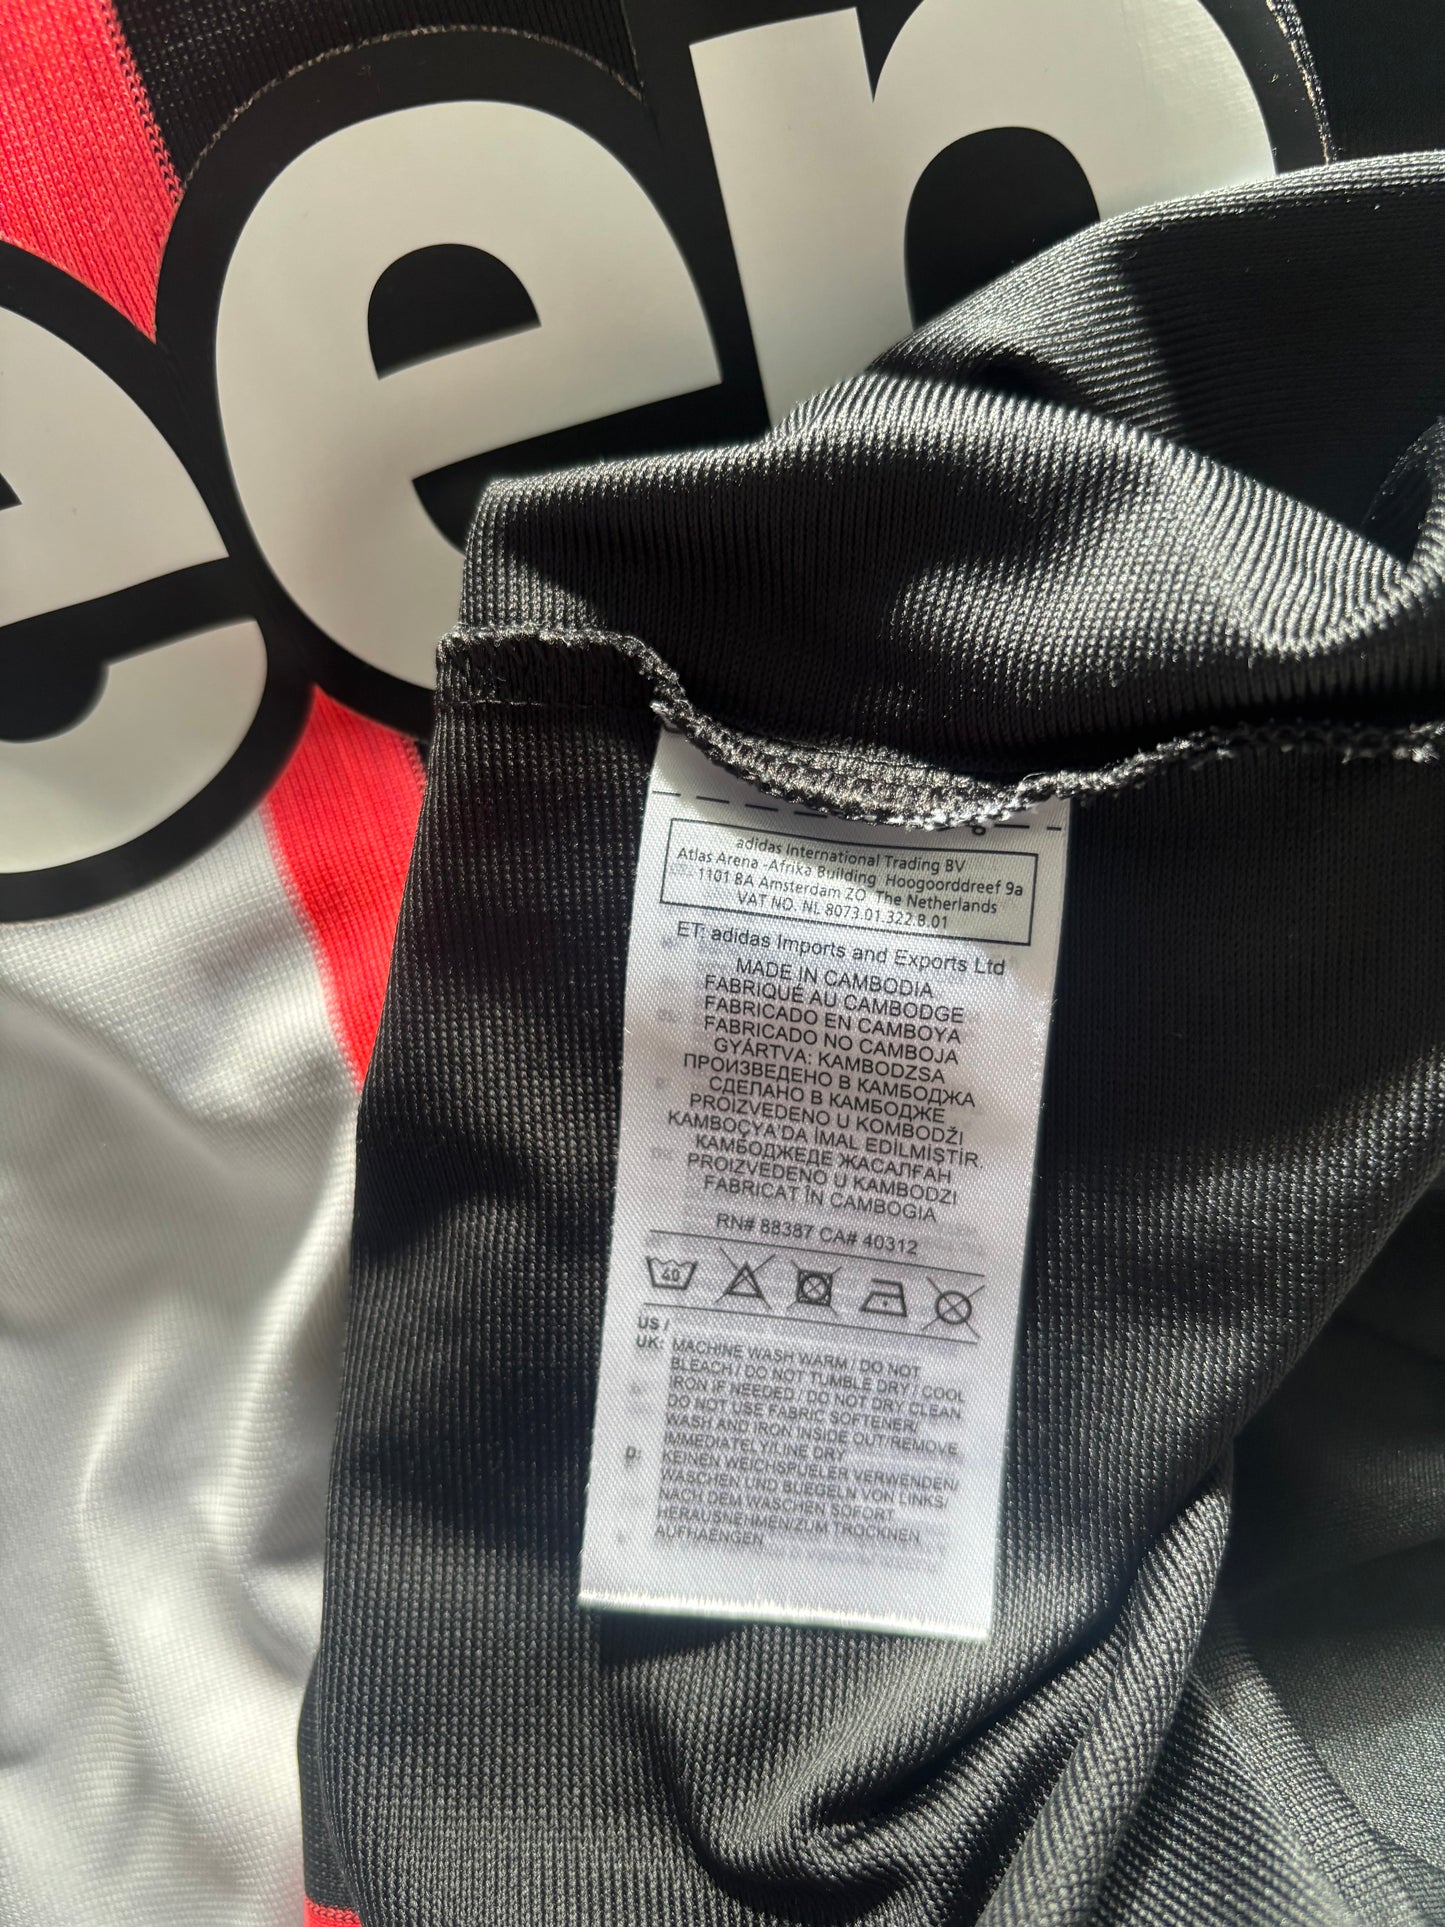 een
adidas International Trading BV
Atlas Arena -Afrika Building Hoogoorddreef 9a
1101 BA Amsterdam ZO The Netherlands
VAT NO. NL 8073.01.322.B.01
ET: adidas Imports and Exports Ltd
MADE IN CAMBODIA
FABRIQUÉ AU CAMBODGE
FABRICADO EN CAMBOYA
FABRICADO NO CAMBOJA
GYÁRTVA: KAMBODZSA
ПРОИЗВЕДЕНО В КАМБОДЖА
СДЕПАНО В КАМБОДЖЕ
PROIZVEDENO U KOMBODŽI
KAMBOÇYA'DA İMAL EDİLMİSTİR.
КАМБОДЖЕДЕ ЖАСАЛҒАН
PROIZVEDENO U KAMBODZI
FABRICAT ÎN CAMBOGIA
RN# 88387 CA# 40312
40
US /
UK: MACHINE WASH WARM / DO NOT
BLEACH / DO NOT TUMBLE DRY / COOL
IRON IF NEEDED / DO NOT DRY CLEAN
DO NOT USE FABRIC SOFTENER/
WASH AND IRON INSIDE OUT/REMOVE
IMMEDIATELY/LINE DRY
D: KEINEN WEICHSPUELER VERWENDEN/
WASCHEN UND BUEGELN VON LINKS/
NACH DEM WASCHEN SOFORT
HERAUSNEHMEN/ZUM TROCKNEN
AUFHAENGEN